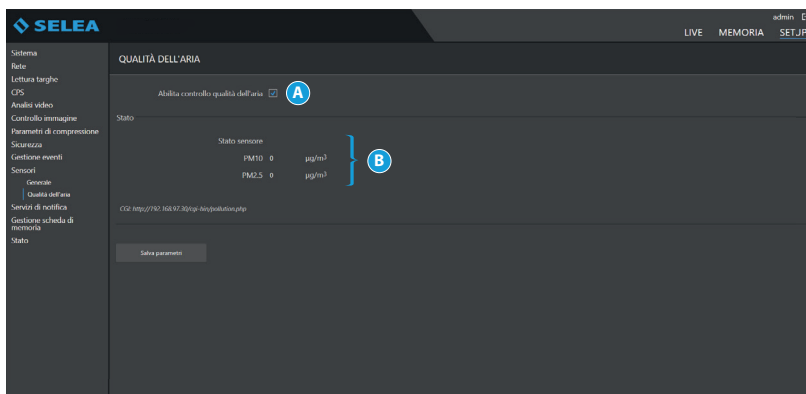 SELEA
admin
LIVE MEMORIA SETUP
Sistema
Rete
Lettura targhe
CPS
Analisi video
Controllo immagine
Parametri di compressione
Sicurezza
Gestione eventi
Sensori
Generale
Qualità dell'aria
Servizi di notifica
Gestione scheda di
memoria
Stato
QUALITÀ DELL'ARIA
Abilita controllo qualità dell'aria A
Stato
Stato sensore
PM10 0 µg/m³
PM2.5 0 µg/m³
B
CGI: http://192.168.97.30/cgi-bin/pollution.php
Salva parametri